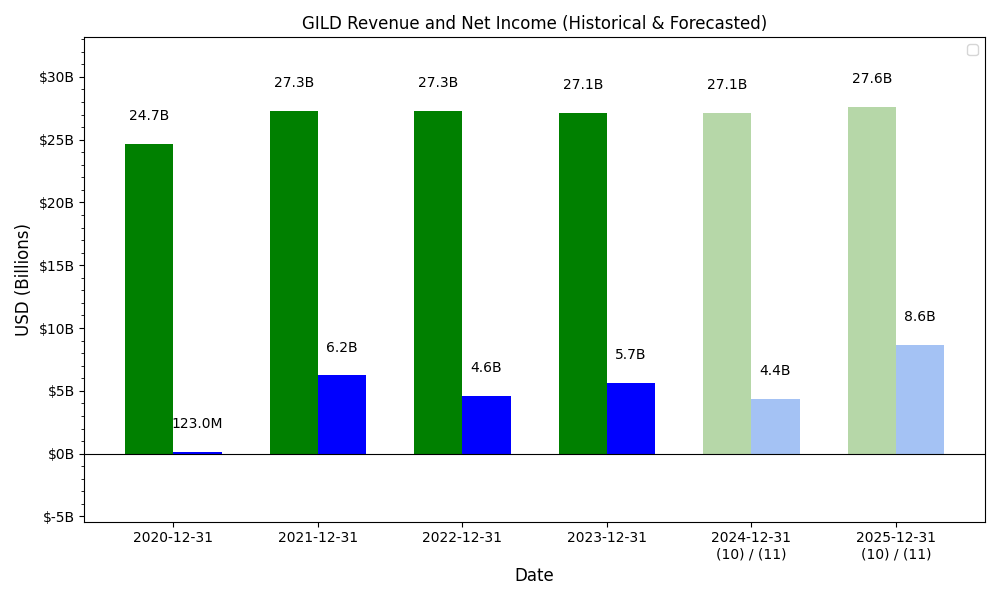 GILD Revenue and Net Income (Historical & Forecasted)
USD (Billions)
$30B
$25B
$20B
$15B
$10B
$5B
$0B
$-5B
24.7B
123.0M
27.3B
6.2B
27.3B
4.6B
27.1B
5.7B
27.1B
4.4B
27.6B
8.6B
2020-12-31
2021-12-31
2022-12-31
2023-12-31
2024-12-31
(10) / (11)
2025-12-31
(10) / (11)
Date